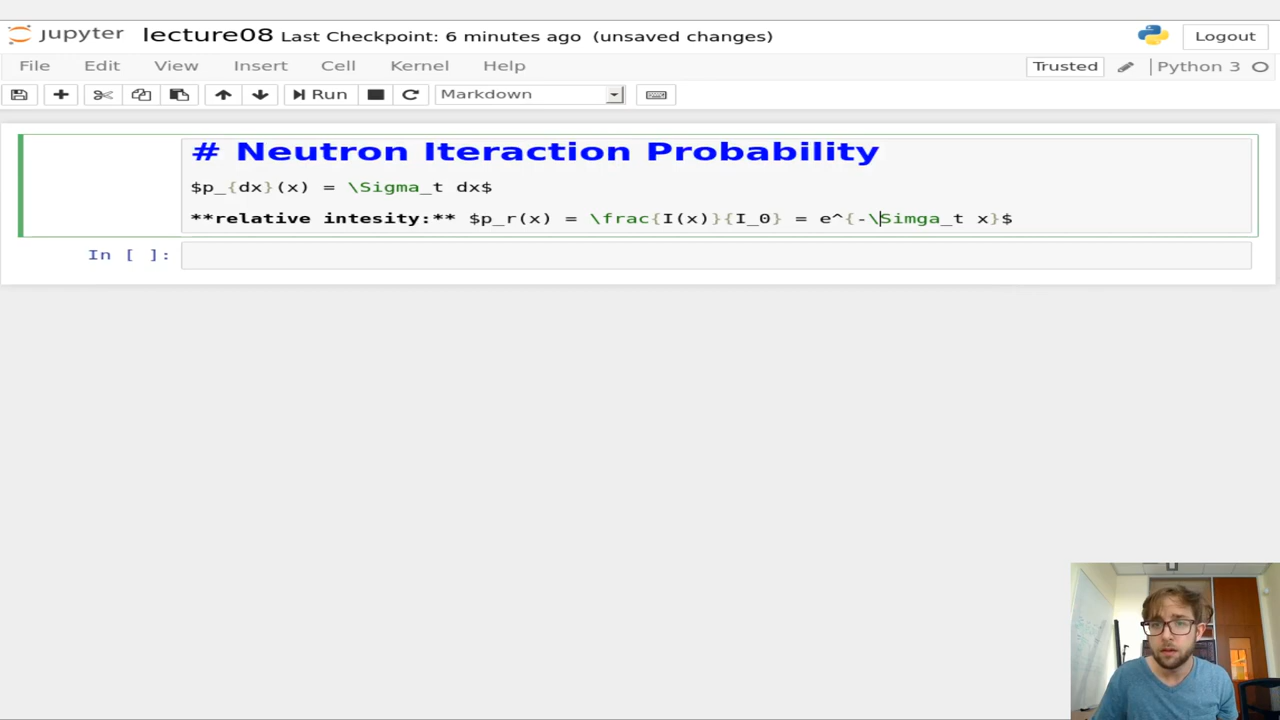 jupyter lecture08 Last Checkpoint: 6 minutes ago (unsaved changes) Logout
File Edit View Insert Cell Kernel Help Trusted Python 3
Run Markdown
# Neutron Iteraction Probability
$p_{dx}(x) = \Sigma_t dx$
**relative intesity:** $p_r(x) = \frac{I(x)}{I_0} = e^{-\Simga_t x}$
In [ ]: